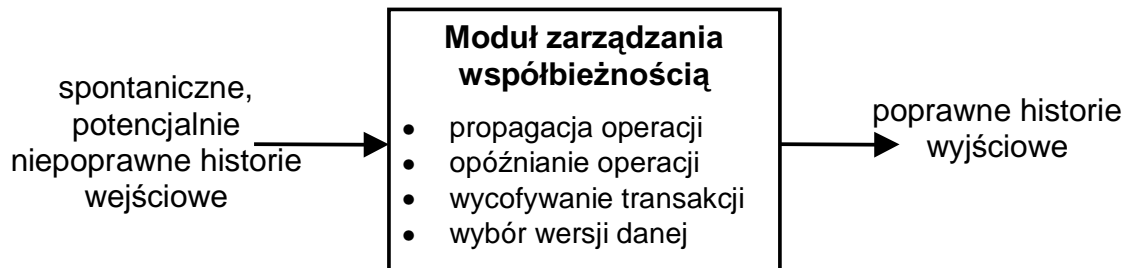 spontaniczne,
potencjalnie
niepoprawne historie
wejściowe
Moduł zarządzania
współbieżnością
• propagacja operacji
• opóźnianie operacji
• wycofywanie transakcji
• wybór wersji danej
poprawne historie
wyjściowe